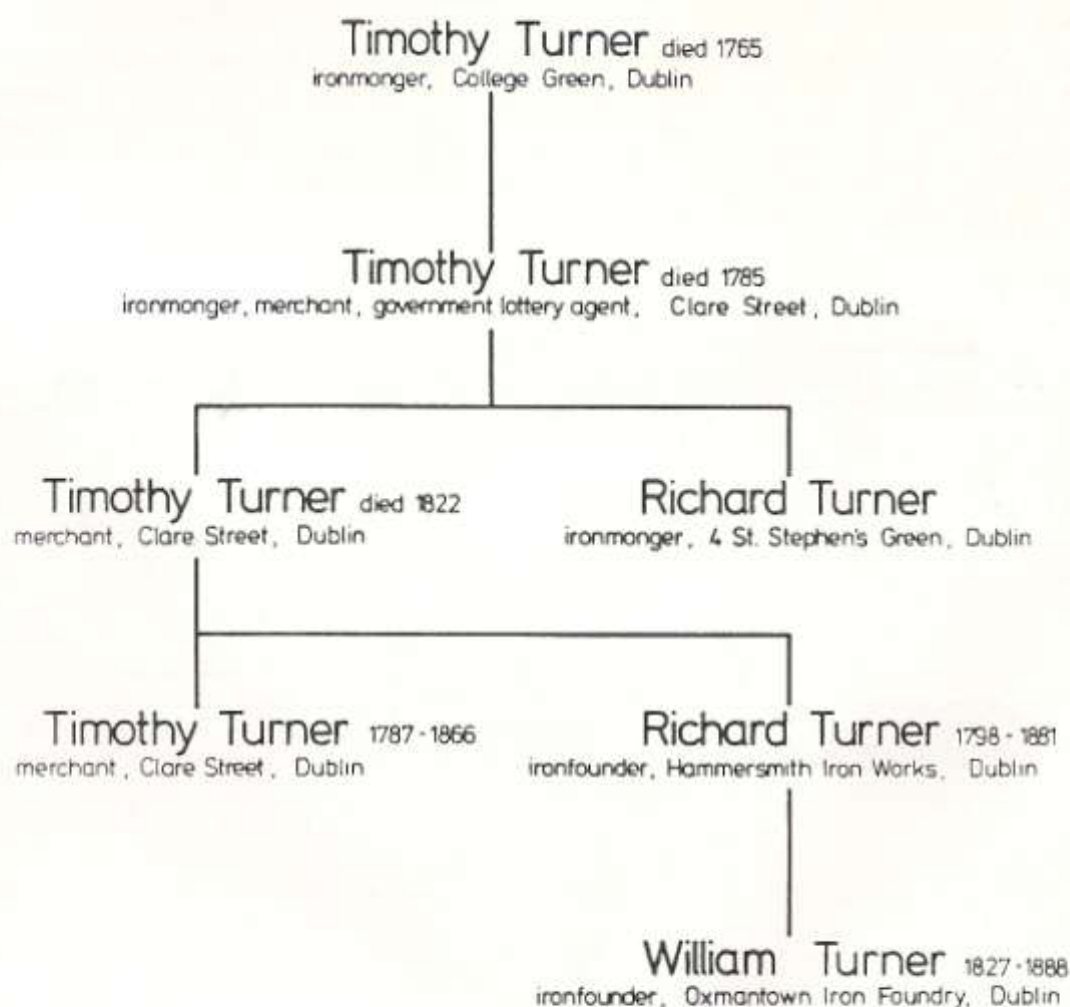 Timothy Turner died 1765
ironmonger, College Green, Dublin
Timothy Turner died 1785
ironmonger, merchant, government lottery agent, Clare Street, Dublin
Timothy Turner died 1822
merchant, Clare Street, Dublin
Richard Turner
ironmonger, 4 St. Stephen's Green, Dublin
Timothy Turner 1787-1866
merchant, Clare Street, Dublin
Richard Turner 1798-1881
ironfounder, Hammersmith Iron Works, Dublin
William Turner 1827-1888
ironfounder, Oxmantown Iron Foundry, Dublin